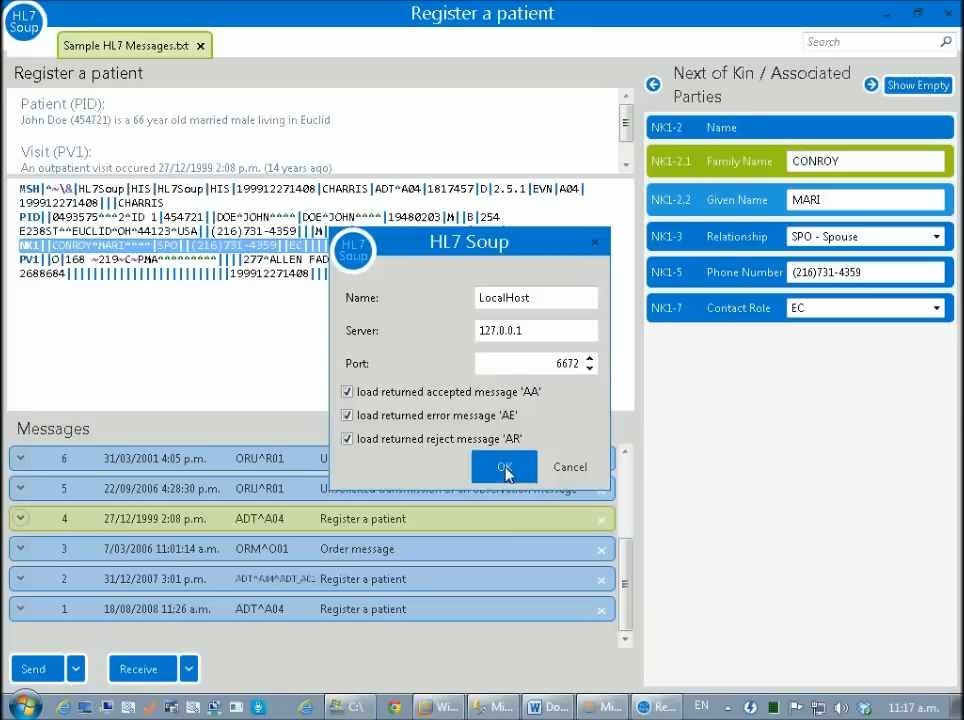 HL7 Soup
Register a patient
Sample HL7 Messages.txt
Search
Register a patient
Patient (PID):
John Doe (454721) is a 66 year old married male living in Euclid
Visit (PV1):
An outpatient visit occured 27/12/1999 2:08 p.m. (14 years ago)
MSH|^~\&|HL7Soup|HIS|HL7Soup|HIS|199912271408|CHARRIS|ADT^A04|1817457|D|2.5.1|EVN|A04|
199912271408|||CHARRIS
PID||0493575^^^2^ID 1|454721||DOE^JOHN^^^^|DOE^JOHN^^^^|19480203|M||B|254
E238ST^^EUCLID^OH^44123^USA||(216)731-4359
NK1||CONROY^MARI^^^^|SPO||(216)731-4359||EC|
PV1||O|168 ~219~C~PMA^^^^^^^^^||||277^ALLEN FAD
2688684|||||||||||||||||||||||||199912271408||
HL7 Soup
HL7 Soup
Name:
LocalHost
Server:
127.0.0.1
Port:
6672
load returned accepted message 'AA'
load returned error message 'AE'
load returned reject message 'AR'
OK
Cancel
Next of Kin / Associated
Parties
Show Empty
NK1-2 Name
NK1-2.1 Family Name CONROY
NK1-2.2 Given Name MARI
NK1-3 Relationship SPO - Spouse
NK1-5 Phone Number (216)731-4359
NK1-7 Contact Role EC
Messages
6 31/03/2001 4:05 p.m. ORU^R01 U
5 22/09/2006 4:28:30 p.m. ORU^R01 Unsolicited transmission of an observation message
4 27/12/1999 2:08 p.m. ADT^A04 Register a patient
3 7/03/2006 11:01:14 a.m. ORM^O01 Order message
2 31/12/2007 3:01 p.m. ADT^A04^ADT_A01 Register a patient
1 18/08/2008 11:26 a.m. ADT^A04 Register a patient
Send
Receive
C:\
Wi...
Mi...
Do...
Mi...
Re...
EN
11:17 a.m.